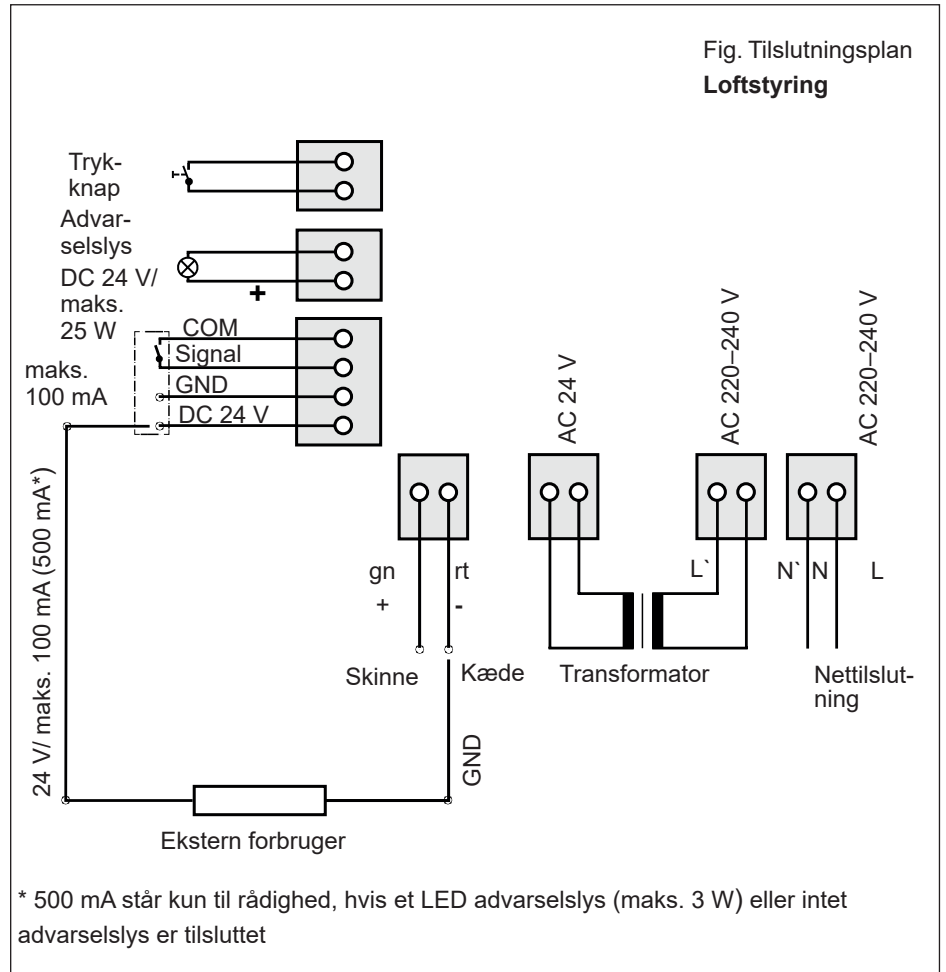 Fig. Tilslutningsplan
Loftstyring
Tryk-
knap
Advar-
selslys
DC 24 V/
maks.
25 W
+
COM
Signal
GND
DC 24 V
maks.
100 mA
24 V/ maks. 100 mA (500 mA*)
AC 24 V
AC 220–240 V
AC 220–240 V
gn
rt
+
-
L`
N`
N
L
Skinne
Kæde
Transformator
Nettilslut-
ning
GND
Ekstern forbruger
* 500 mA står kun til rådighed, hvis et LED advarselslys (maks. 3 W) eller intet
advarselslys er tilsluttet